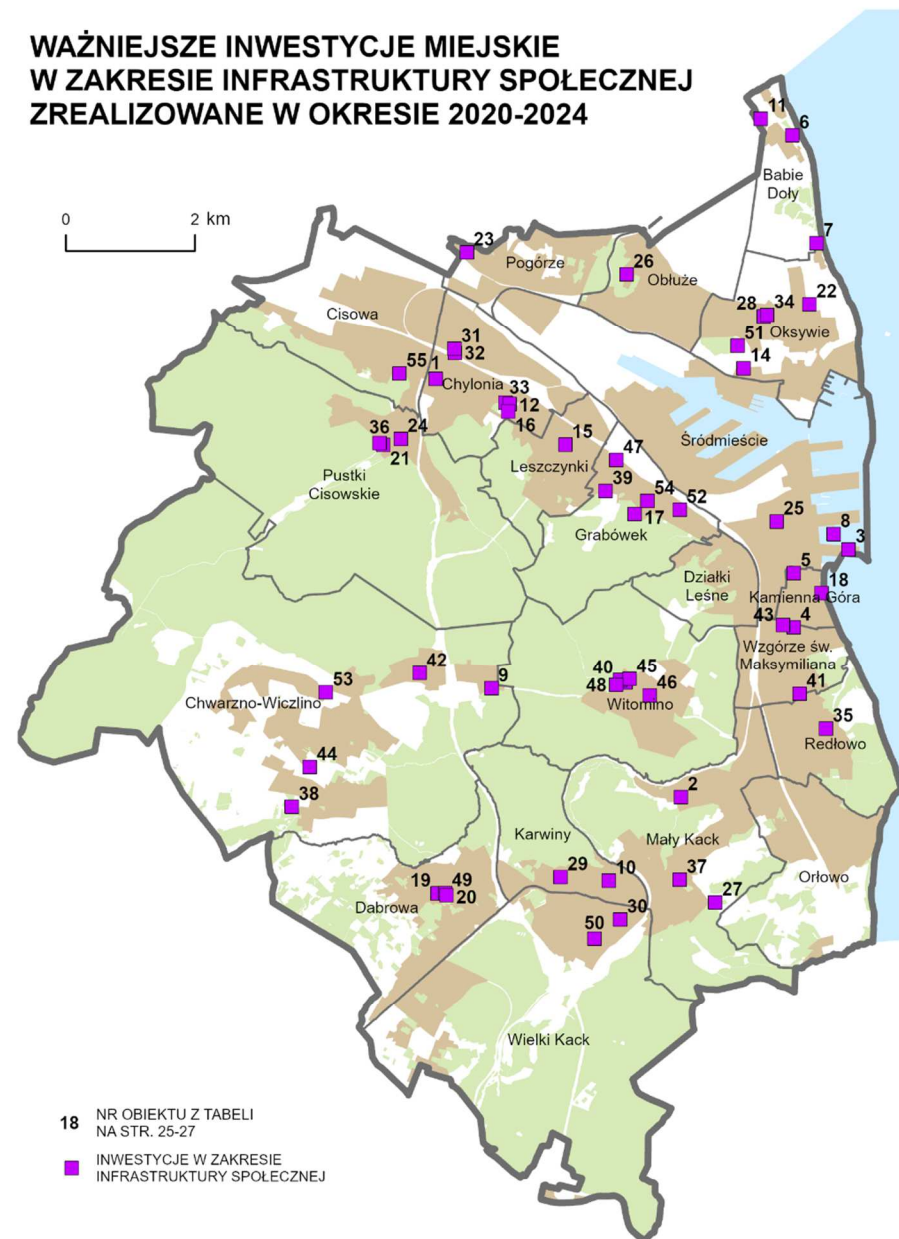 WAŻNIEJSZE INWESTYCJE MIEJSKIE
W ZAKRESIE INFRASTRUKTURY SPOŁECZNEJ
ZREALIZOWANE W OKRESIE 2020-2024
0 2 km
11
6
Babie
Doły
7
23
Pogórze
26
Obłuże
22
28 34
Oksywie
51
14
Cisowa
31
32
55 1
Chylonia
33
12
16
36 24
21
Pustki
Cisowskie
15
Leszczynki
47
39
54
52
17
Grabówek
Śródmieście
25
8
3
5
18
Działki
Leśne
Kamienna Góra
43 4
Wzgórze św.
Maksymiliana
41
35
Redłowo
42
9
53
Chwarzno-Wiczlino
40 45
48 46
Witomino
44
38
2
Karwiny
Mały Kack
29 10
37
27
Orłowo
19 49
20
Dabrowa
30
50
Wielki Kack
18 NR OBIEKTU Z TABELI
NA STR. 25-27
INWESTYCJE W ZAKRESIE
INFRASTRUKTURY SPOŁECZNEJ